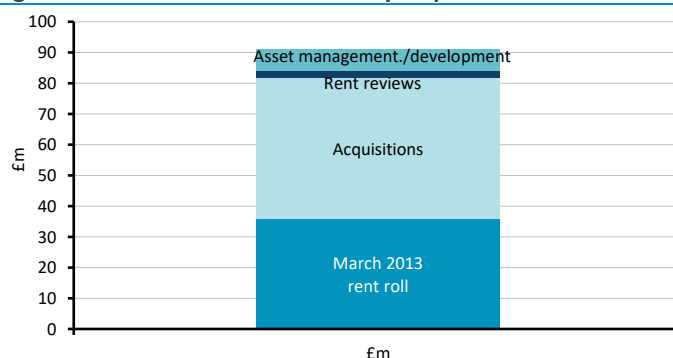 100
90
80
70
60
50
40
30
20
10
0
£m
Asset management./development
Rent reviews
Acquisitions
March 2013
rent roll
£m